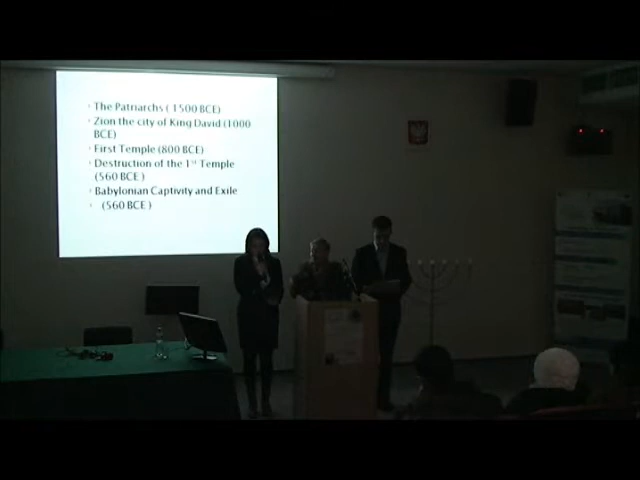 The Patriarchs ( 1500 BCE)
Zion the city of King David (1000
BCE)
First Temple (800 BCE)
Destruction of the 1st Temple
(560 BCE )
Babylonian Captivity and Exile
(560 BCE )